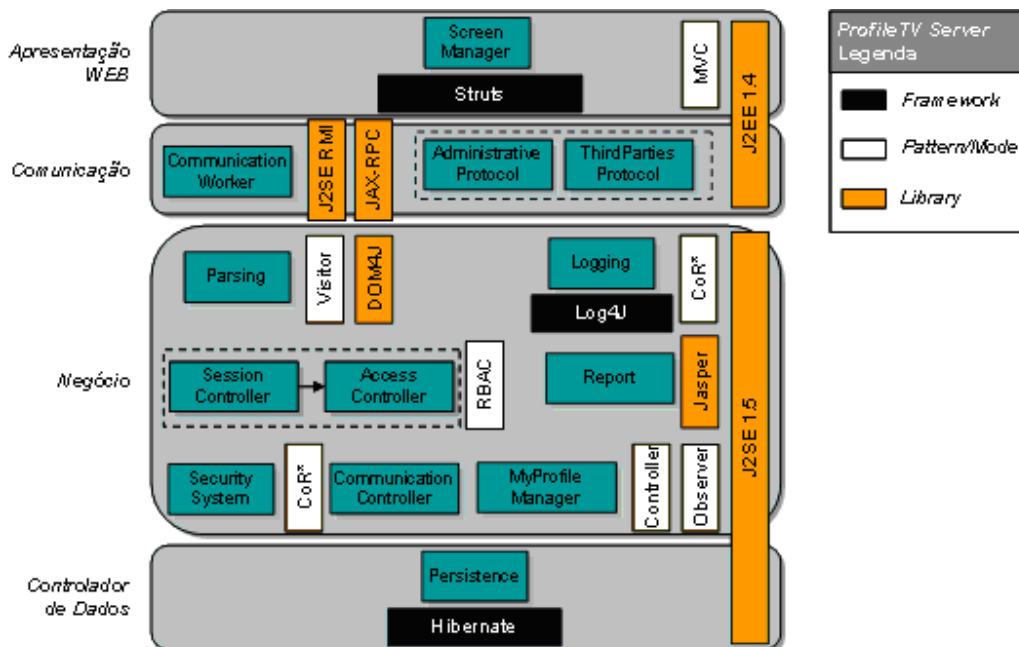 Apresentação
WEB
Screen
Manager
Struts
MVC
J2EE 1.4
Comunicação
Communication
Worker
J2SE RMI
JAX-RPC
Administrative
Protocol
ThirdParties
Protocol
Negócio
Parsing
Visitor
DOM4J
Logging
Log4J
CoR*
Session
Controller
Access
Controller
RBAC
Report
Jasper
J2SE 1.5
Security
System
CoR*
Communication
Controller
MyProfile
Manager
Controller
Observer
Controlador
de Dados
Persistence
Hibernate
ProfileTV Server
Legenda
Framework
Pattern/Mode
Library